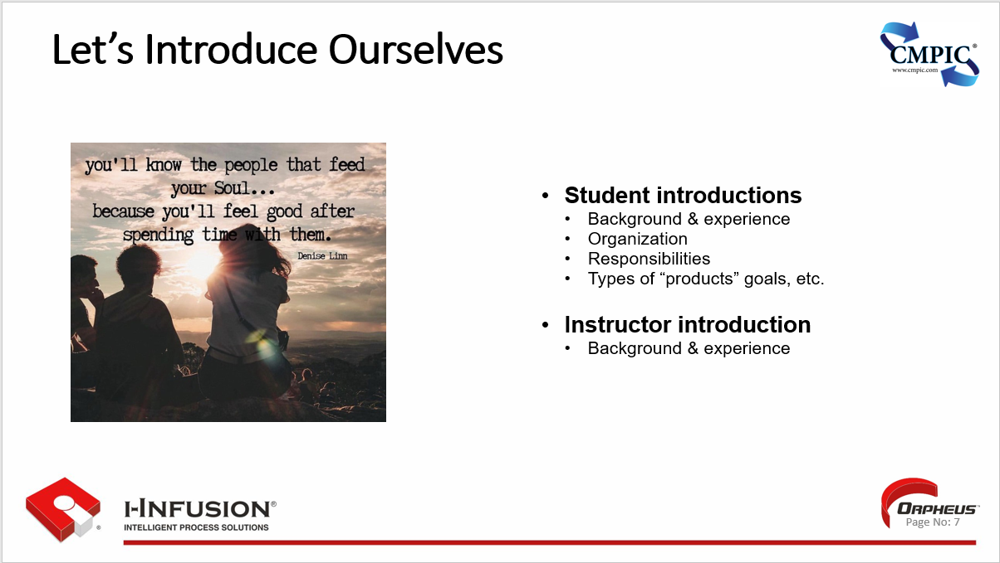 Let’s Introduce Ourselves
CMPIC®
www.cmpic.com
you'll know the people that feed
your Soul...
because you'll feel good after
spending time with them.
Denise Linn
• Student introductions
• Background & experience
• Organization
• Responsibilities
• Types of “products” goals, etc.
• Instructor introduction
• Background & experience
®
I-INFUSION®
INTELLIGENT PROCESS SOLUTIONS
ORPHEUS™
Page No: 7